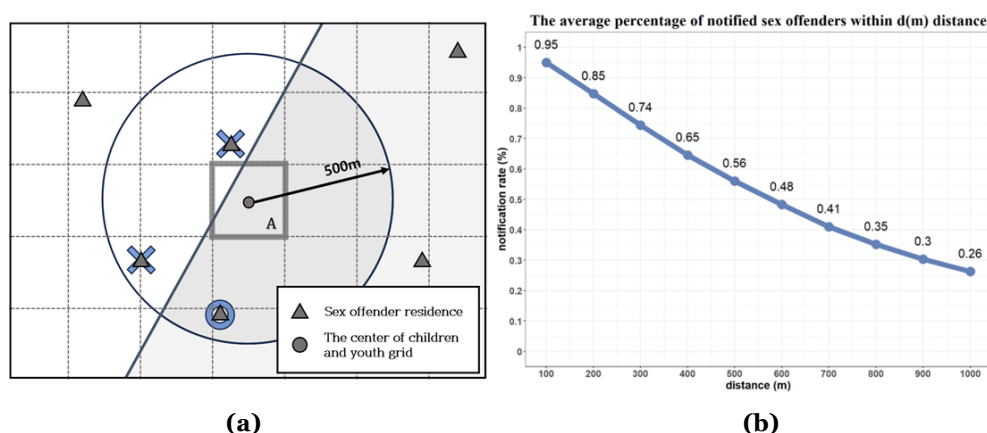 500m
A
Sex offender residence
The center of children
and youth grid
(a)
The average percentage of notified sex offenders within d(m) distance
notification rate (%)
1
0.9
0.8
0.7
0.6
0.5
0.4
0.3
0.2
0.1
0
0.95
0.85
0.74
0.65
0.56
0.48
0.41
0.35
0.3
0.26
100 200 300 400 500 600 700 800 900 1000
distance (m)
(b)